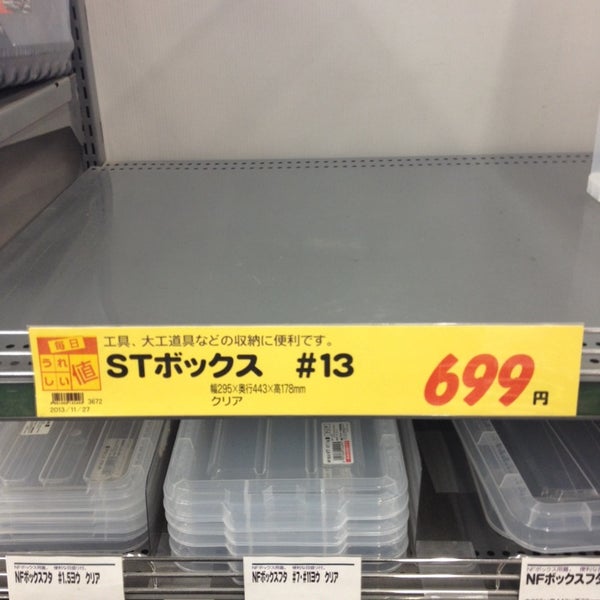 毎日
うれしい値
工具、大工道具などの収納に便利です。
STボックス #13
幅295×奥行443×高178mm
クリア
699円
3672
2013/11/27
NFボックスフタ #1.5ヨウ クリア
NFボックスフタ #7・#11ヨウ クリア
NFボックスフタ